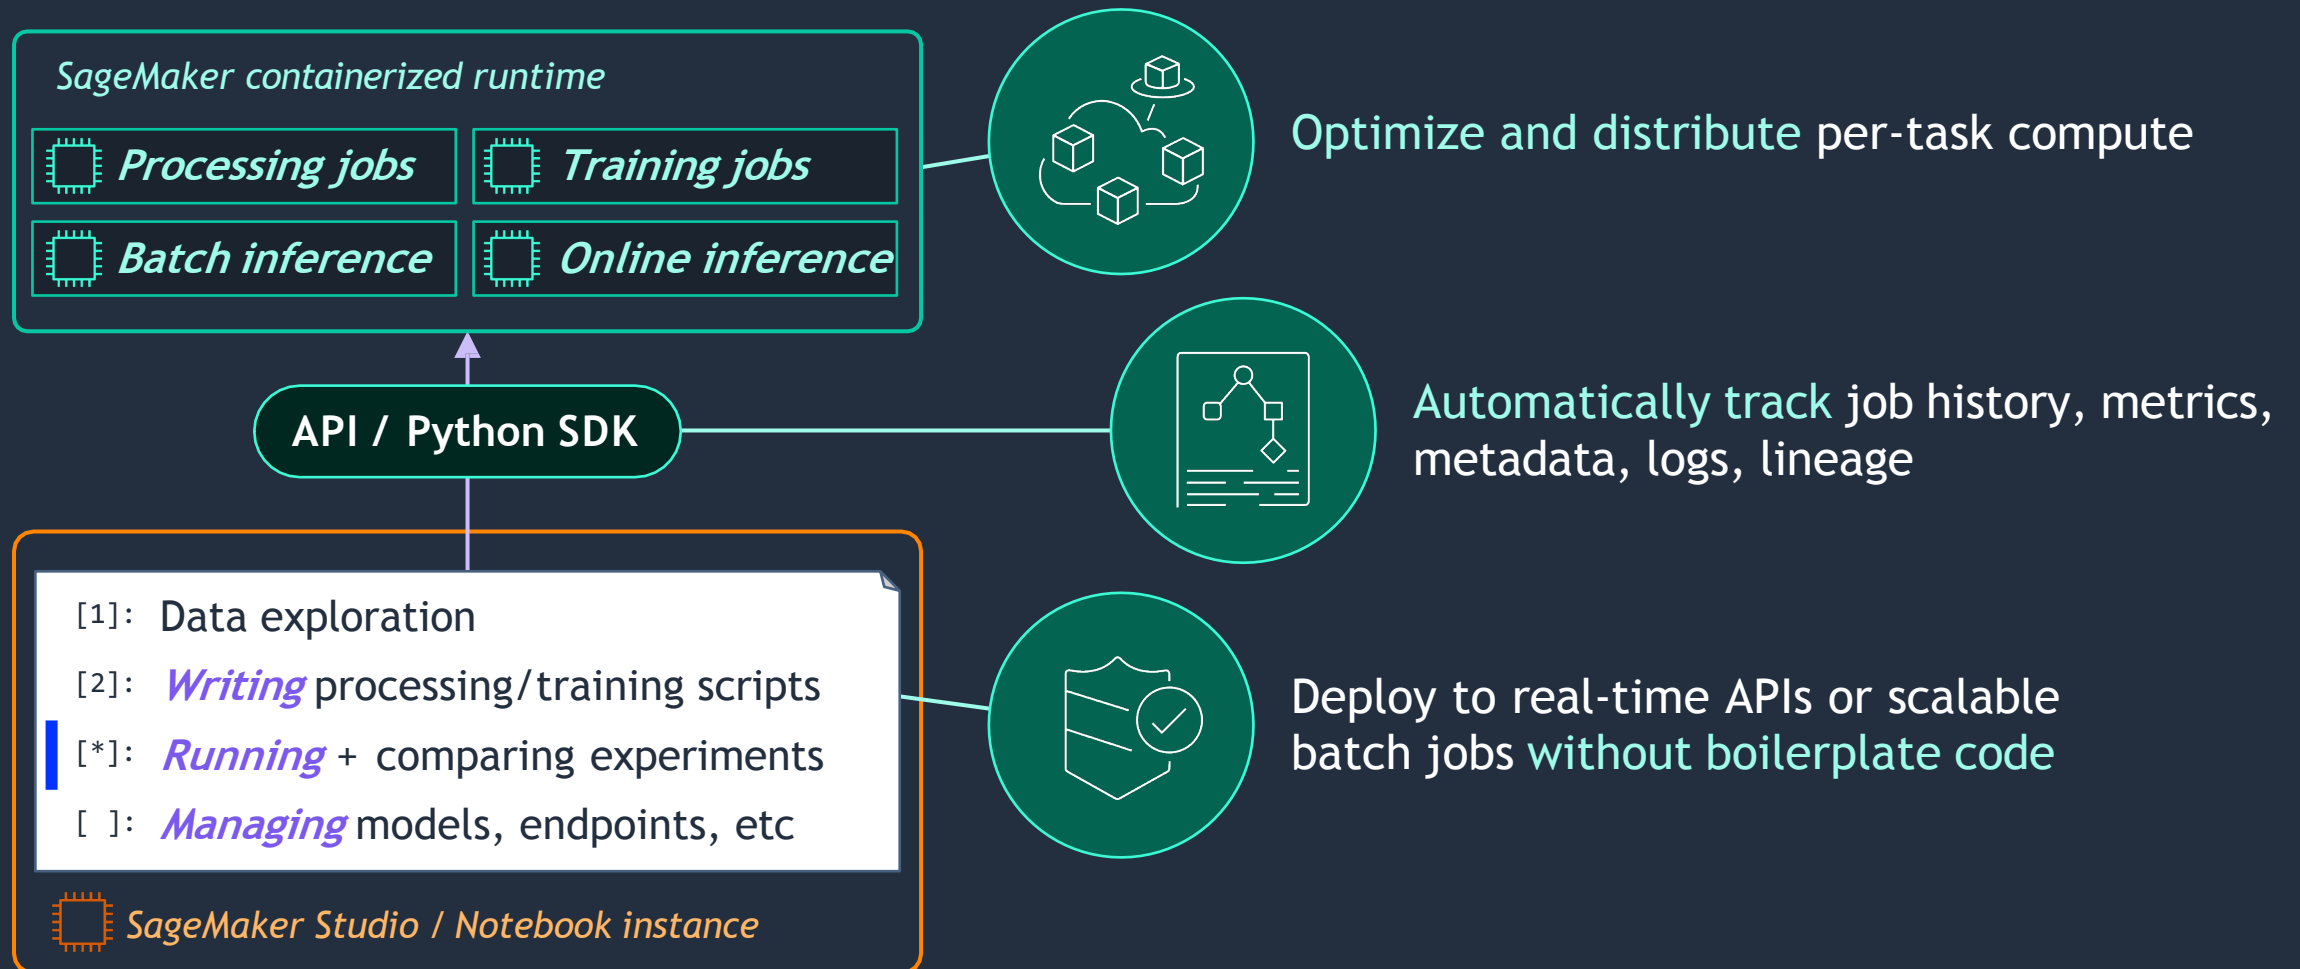 SageMaker containerized runtime
Processing jobs
Training jobs
Batch inference
Online inference
Optimize and distribute per-task compute
API / Python SDK
Automatically track job history, metrics,
metadata, logs, lineage
[1]: Data exploration
[2]: Writing processing/training scripts
[*]: Running + comparing experiments
[ ]: Managing models, endpoints, etc
SageMaker Studio / Notebook instance
Deploy to real-time APIs or scalable
batch jobs without boilerplate code